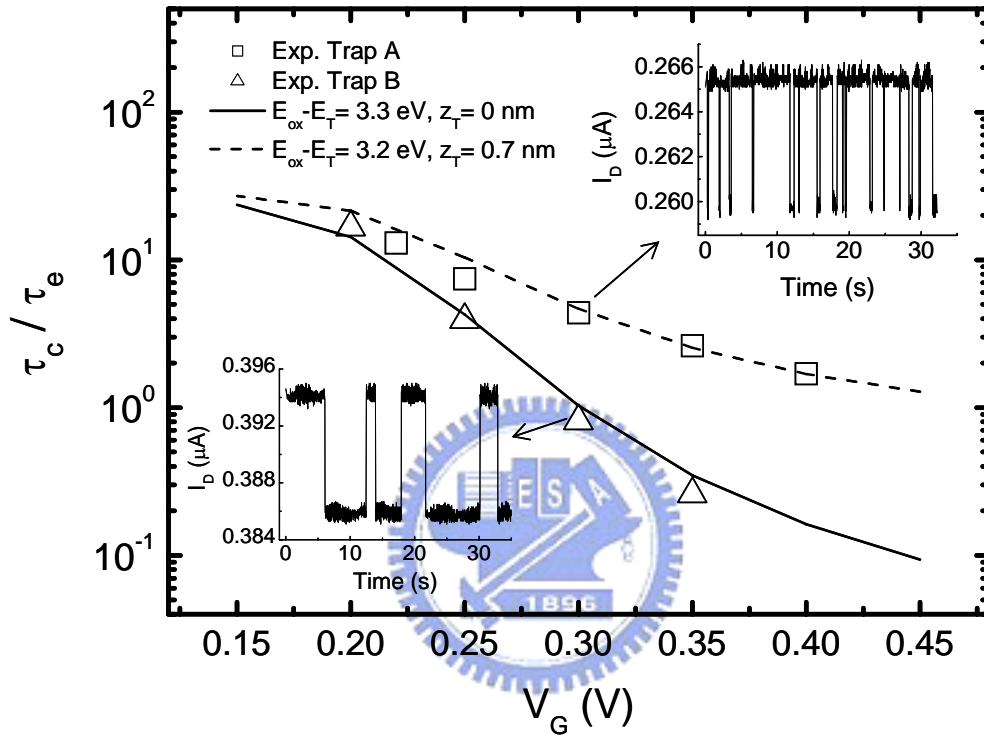 Exp. Trap A
Exp. Trap B
E_ox-E_T= 3.3 eV, z_T= 0 nm
E_ox-E_T= 3.2 eV, z_T= 0.7 nm
10^2
10^1
10^0
10^-1
τ_c / τ_e
0.15 0.20 0.25 0.30 0.35 0.40 0.45
V_G (V)
0.266
0.264
0.262
0.260
I_D (μA)
0 10 20 30
Time (s)
0.396
0.392
0.388
0.384
I_D (μA)
0 10 20 30
Time (s)
E S A
1896